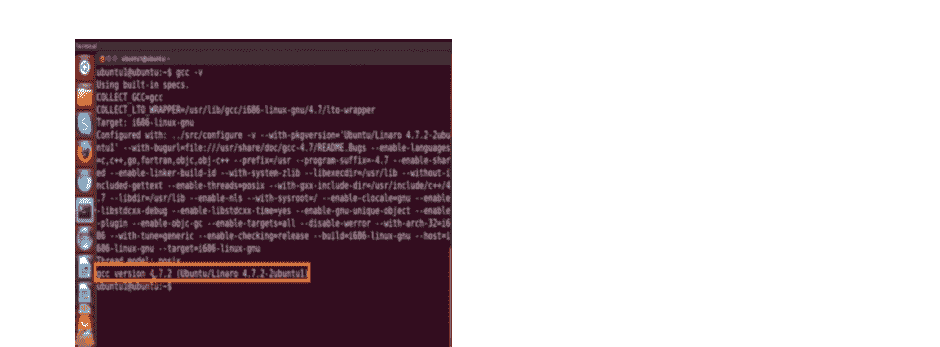 Terminal
ubuntu1@ubuntu: ~
ubuntu1@ubuntu:~$ gcc -v
Using built-in specs.
COLLECT_GCC=gcc
COLLECT_LTO_WRAPPER=/usr/lib/gcc/i686-linux-gnu/4.7/lto-wrapper
Target: i686-linux-gnu
Configured with: ../src/configure -v --with-pkgversion='Ubuntu/Linaro 4.7.2-2ubu
ntu1' --with-bugurl=file:///usr/share/doc/gcc-4.7/README.Bugs --enable-languages
=c,c++,go,fortran,objc,obj-c++ --prefix=/usr --program-suffix=-4.7 --enable-shar
ed --enable-linker-build-id --with-system-zlib --libexecdir=/usr/lib --without-i
ncluded-gettext --enable-threads=posix --with-gxx-include-dir=/usr/include/c++/4
.7 --libdir=/usr/lib --enable-nls --with-sysroot=/ --enable-clocale=gnu --enable
-libstdcxx-debug --enable-libstdcxx-time=yes --enable-gnu-unique-object --enable
-plugin --enable-objc-gc --enable-targets=all --disable-werror --with-arch-32=i6
86 --with-tune=generic --enable-checking=release --build=i686-linux-gnu --host=i
686-linux-gnu --target=i686-linux-gnu
Thread model: posix
gcc version 4.7.2 (Ubuntu/Linaro 4.7.2-2ubuntu1)
ubuntu1@ubuntu:~$